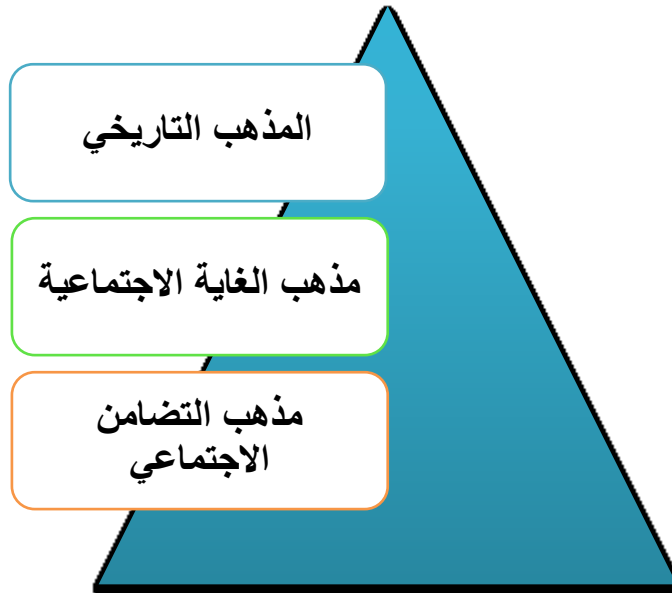 المذهب التاريخي
مذهب الغاية الاجتماعية
مذهب التضامن
الاجتماعي